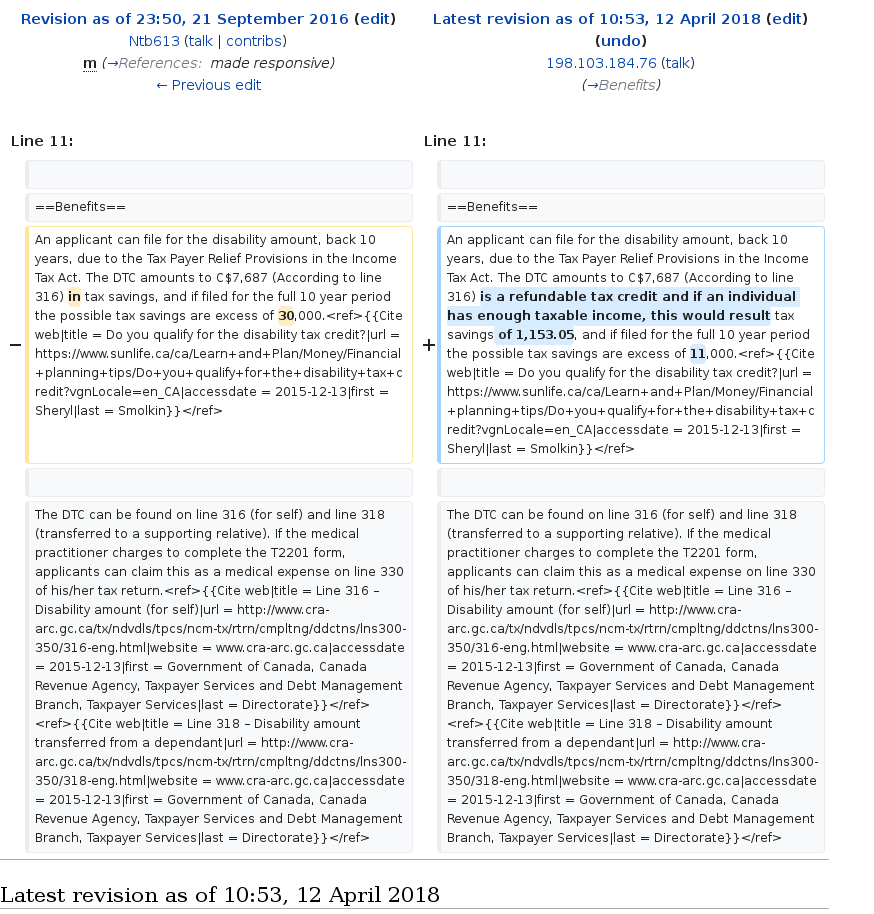 Revision as of 23:50, 21 September 2016 (edit)
Ntb613 (talk | contribs)
m (→References: made responsive)
← Previous edit
Latest revision as of 10:53, 12 April 2018 (edit)
(undo)
198.103.184.76 (talk)
(→Benefits)
Line 11:
Line 11:
==Benefits==
==Benefits==
−
An applicant can file for the disability amount, back 10
years, due to the Tax Payer Relief Provisions in the Income
Tax Act. The DTC amounts to C$7,687 (According to line
316) in tax savings, and if filed for the full 10 year period
the possible tax savings are excess of 30,000.<ref>{{Cite
web|title = Do you qualify for the disability tax credit?|url =
https://www.sunlife.ca/ca/Learn+and+Plan/Money/Financial
+planning+tips/Do+you+qualify+for+the+disability+tax+c
redit?vgnLocale=en_CA|accessdate = 2015-12-13|first =
Sheryl|last = Smolkin}}</ref>
+
An applicant can file for the disability amount, back 10
years, due to the Tax Payer Relief Provisions in the Income
Tax Act. The DTC amounts to C$7,687 (According to line
316) is a refundable tax credit and if an individual
has enough taxable income, this would result tax
savings of 1,153.05, and if filed for the full 10 year period
the possible tax savings are excess of 11,000.<ref>{{Cite
web|title = Do you qualify for the disability tax credit?|url =
https://www.sunlife.ca/ca/Learn+and+Plan/Money/Financial
+planning+tips/Do+you+qualify+for+the+disability+tax+c
redit?vgnLocale=en_CA|accessdate = 2015-12-13|first =
Sheryl|last = Smolkin}}</ref>
The DTC can be found on line 316 (for self) and line 318
(transferred to a supporting relative). If the medical
practitioner charges to complete the T2201 form,
applicants can claim this as a medical expense on line 330
of his/her tax return.<ref>{{Cite web|title = Line 316 –
Disability amount (for self)|url = http://www.cra-
arc.gc.ca/tx/ndvdls/tpcs/ncm-tx/rtrn/cmpltng/ddctns/lns300-
350/316-eng.html|website = www.cra-arc.gc.ca|accessdate
= 2015-12-13|first = Government of Canada, Canada
Revenue Agency, Taxpayer Services and Debt Management
Branch, Taxpayer Services|last = Directorate}}</ref>
<ref>{{Cite web|title = Line 318 – Disability amount
transferred from a dependant|url = http://www.cra-
arc.gc.ca/tx/ndvdls/tpcs/ncm-tx/rtrn/cmpltng/ddctns/lns300-
350/318-eng.html|website = www.cra-arc.gc.ca|accessdate
= 2015-12-13|first = Government of Canada, Canada
Revenue Agency, Taxpayer Services and Debt Management
Branch, Taxpayer Services|last = Directorate}}</ref>
The DTC can be found on line 316 (for self) and line 318
(transferred to a supporting relative). If the medical
practitioner charges to complete the T2201 form,
applicants can claim this as a medical expense on line 330
of his/her tax return.<ref>{{Cite web|title = Line 316 –
Disability amount (for self)|url = http://www.cra-
arc.gc.ca/tx/ndvdls/tpcs/ncm-tx/rtrn/cmpltng/ddctns/lns300-
350/316-eng.html|website = www.cra-arc.gc.ca|accessdate
= 2015-12-13|first = Government of Canada, Canada
Revenue Agency, Taxpayer Services and Debt Management
Branch, Taxpayer Services|last = Directorate}}</ref>
<ref>{{Cite web|title = Line 318 – Disability amount
transferred from a dependant|url = http://www.cra-
arc.gc.ca/tx/ndvdls/tpcs/ncm-tx/rtrn/cmpltng/ddctns/lns300-
350/318-eng.html|website = www.cra-arc.gc.ca|accessdate
= 2015-12-13|first = Government of Canada, Canada
Revenue Agency, Taxpayer Services and Debt Management
Branch, Taxpayer Services|last = Directorate}}</ref>
Latest revision as of 10:53, 12 April 2018